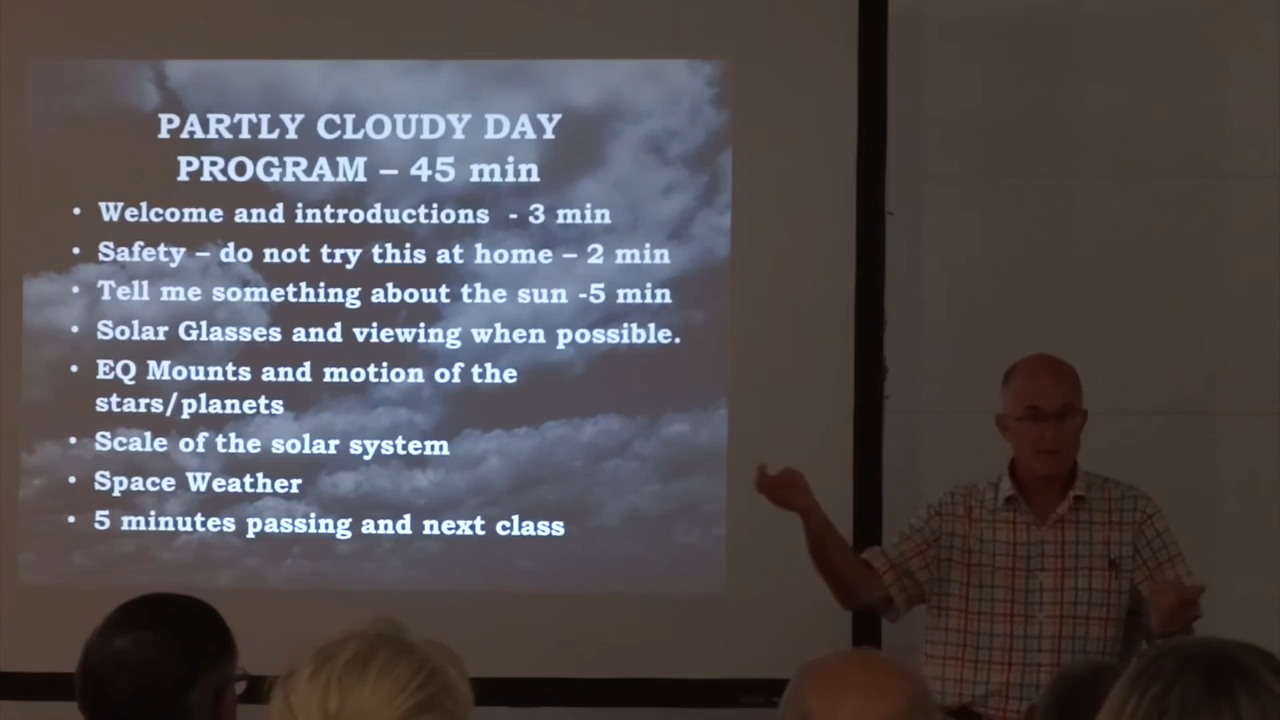 PARTLY CLOUDY DAY
PROGRAM – 45 min
• Welcome and introductions - 3 min
• Safety – do not try this at home – 2 min
• Tell me something about the sun -5 min
• Solar Glasses and viewing when possible.
• EQ Mounts and motion of the
stars/planets
• Scale of the solar system
• Space Weather
• 5 minutes passing and next class